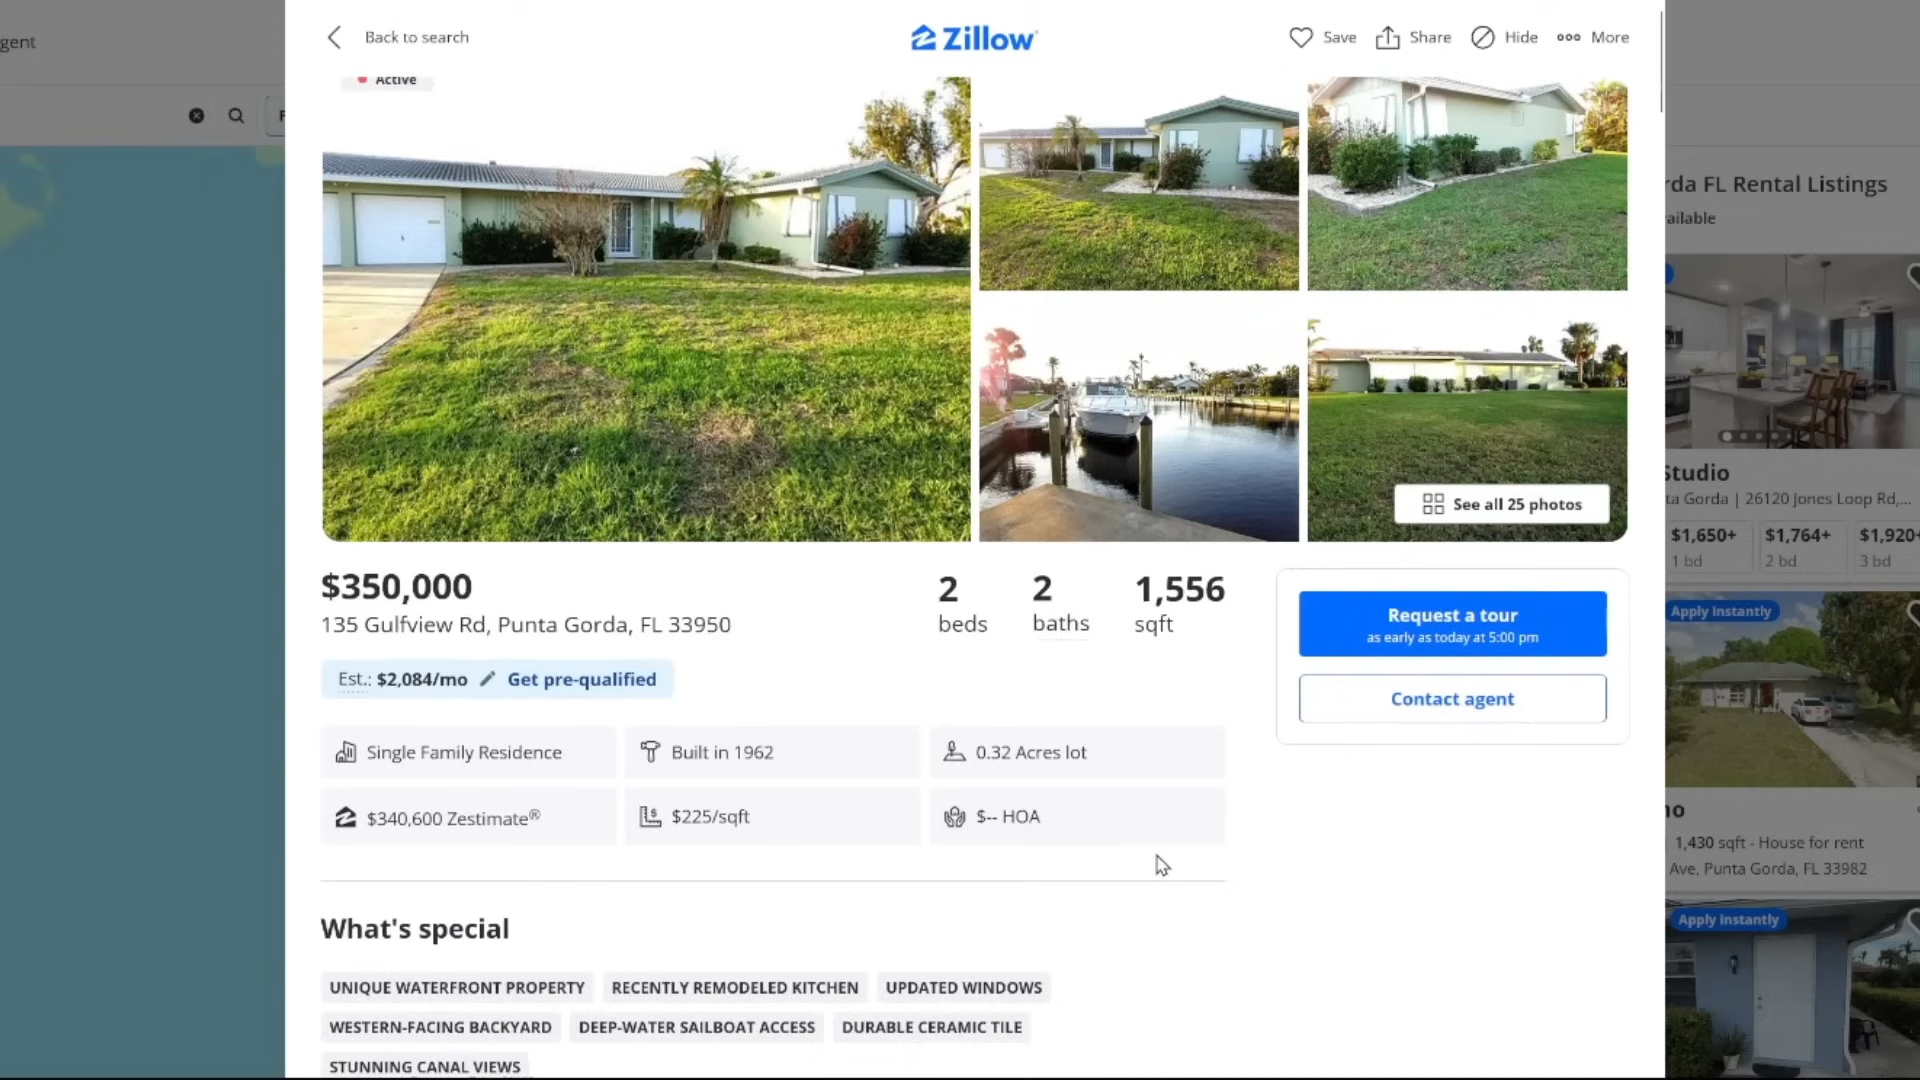 gent
Back to search
Zillow
Save
Share
Hide
More
Active
F
rda FL Rental Listings
ailable
See all 25 photos
Studio
ta Gorda | 26120 Jones Loop Rd,...
$1,650+
$1,764+
$1,920+
1 bd
2 bd
3 bd
$350,000
2
2
1,556
135 Gulfview Rd, Punta Gorda, FL 33950
beds
baths
sqft
Request a tour
as early as today at 5:00 pm
Contact agent
Apply instantly
Est.: $2,084/mo
Get pre-qualified
Single Family Residence
Built in 1962
0.32 Acres lot
$340,600 Zestimate®
$225/sqft
$-- HOA
no
1,430 sqft - House for rent
Ave, Punta Gorda, FL 33982
Apply instantly
What's special
UNIQUE WATERFRONT PROPERTY
RECENTLY REMODELED KITCHEN
UPDATED WINDOWS
WESTERN-FACING BACKYARD
DEEP-WATER SAILBOAT ACCESS
DURABLE CERAMIC TILE
STUNNING CANAL VIEWS